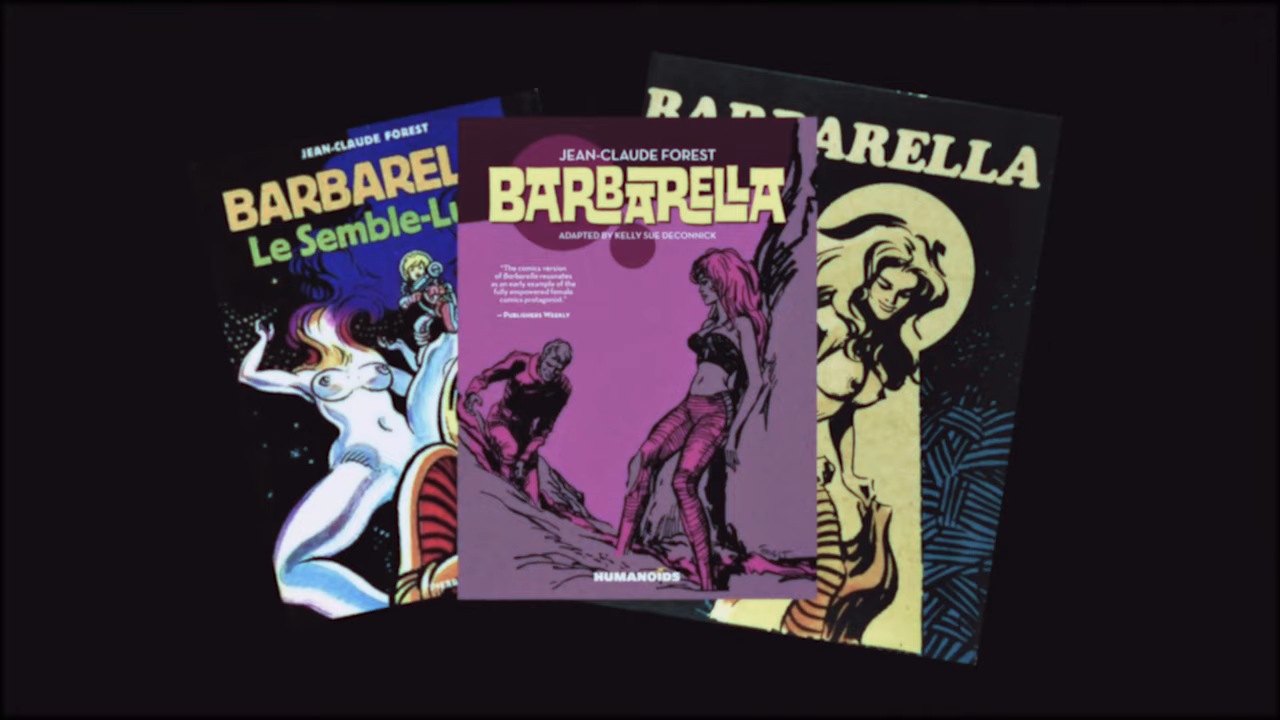 JEAN-CLAUDE FOREST
BARBAREL
Le Semble-Lu
JEAN-CLAUDE FOREST
BARBARELLA
ADAPTED BY KELLY SUE DECONNICK
"The comics version
of Barbarella resonates
as an early example of the
fully empowered female
comics protagonist."
— PUBLISHERS WEEKLY
HUMANOIDS
BARBARELLA